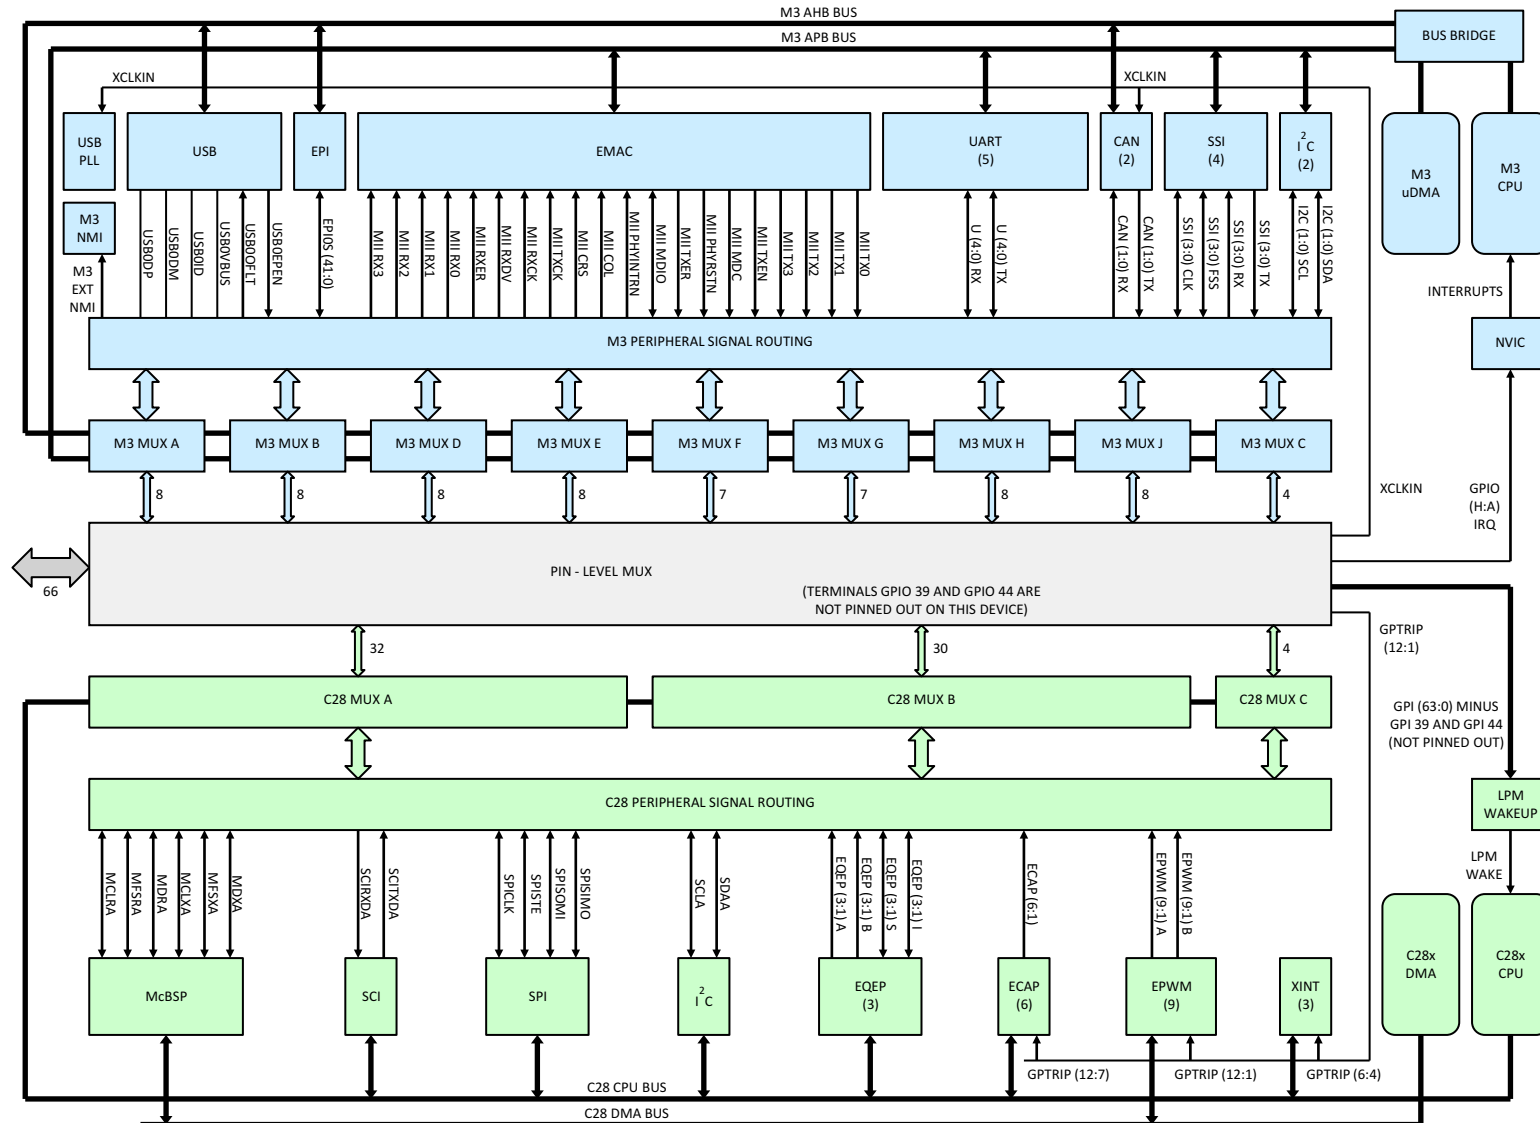 M3 AHB BUS
M3 APB BUS
BUS BRIDGE
XCLKIN
XCLKIN
USB
PLL
USB
EPI
EMAC
UART
(5)
CAN
(2)
SSI
(4)
I2C
(2)
M3
uDMA
M3
CPU
M3
NMI
M3
EXT
NMI
USB0DP
USB0DM
USB0ID
USB0VBUS
USB0OFLT
USB0EPEN
EPI0S (41:0)
MII RX3
MII RX2
MII RX1
MII RX0
MII RXER
MII RXDV
MII RXCK
MII TXCK
MII CRS
MII COL
MII PHYINTRN
MII MDIO
MII TXER
MII PHYRSTN
MII MDC
MII TXEN
MII TX3
MII TX2
MII TX1
MII TX0
U (4:0) RX
U (4:0) TX
CAN (1:0) RX
CAN (1:0) TX
SSI (3:0) CLK
SSI (3:0) FSS
SSI (3:0) RX
SSI (3:0) TX
I2C (1:0) SCL
I2C (1:0) SDA
INTERRUPTS
M3 PERIPHERAL SIGNAL ROUTING
NVIC
M3 MUX A
M3 MUX B
M3 MUX D
M3 MUX E
M3 MUX F
M3 MUX G
M3 MUX H
M3 MUX J
M3 MUX C
8
8
8
8
7
7
8
8
4
XCLKIN
GPIO
(H:A)
IRQ
PIN - LEVEL MUX
(TERMINALS GPIO 39 AND GPIO 44 ARE
NOT PINNED OUT ON THIS DEVICE)
66
32
30
4
GPTRIP
(12:1)
C28 MUX A
C28 MUX B
C28 MUX C
GPI (63:0) MINUS
GPI 39 AND GPI 44
(NOT PINNED OUT)
C28 PERIPHERAL SIGNAL ROUTING
LPM
WAKEUP
LPM
WAKE
MCLRA
MFSRA
MDRA
MCLXA
MFSXA
MDXA
SCIRXDA
SCITXDA
SPICLK
SPISTE
SPISOMI
SPISIMO
SCLA
SDAA
EQEP (3:1) A
EQEP (3:1) B
EQEP (3:1) S
EQEP (3:1) I
ECAP (6:1)
EPWM (9:1) A
EPWM (9:1) B
McBSP
SCI
SPI
I2C
EQEP
(3)
ECAP
(6)
EPWM
(9)
XINT
(3)
C28x
DMA
C28x
CPU
GPTRIP (12:7)
GPTRIP (12:1)
GPTRIP (6:4)
C28 CPU BUS
C28 DMA BUS